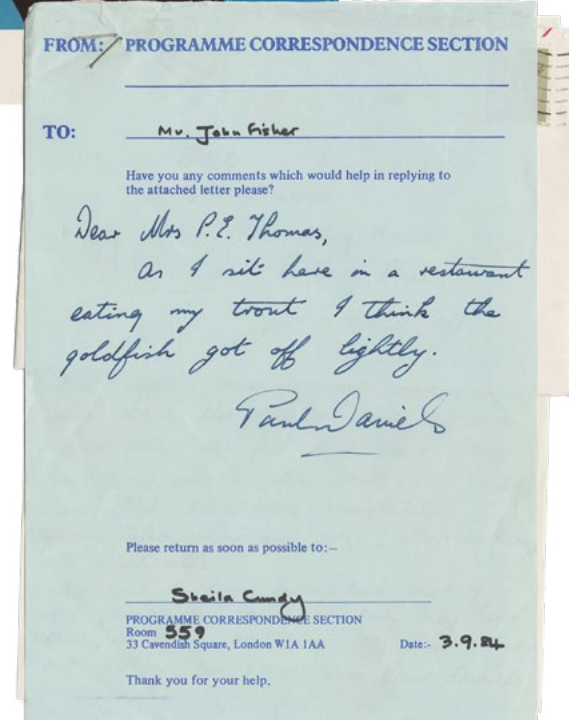 FROM: PROGRAMME CORRESPONDENCE SECTION
TO: Mr. John Fisher
Have you any comments which would help in replying to
the attached letter please?
Dear Mrs P.E. Thomas,
As I sit here in a restaurant
eating my trout I think the
goldfish got off lightly.
Paul Daniels
Please return as soon as possible to:—
Sheila Cundy
PROGRAMME CORRESPONDENCE SECTION
Room 559
33 Cavendish Square, London W1A 1AA Date:- 3.9.84
Thank you for your help.